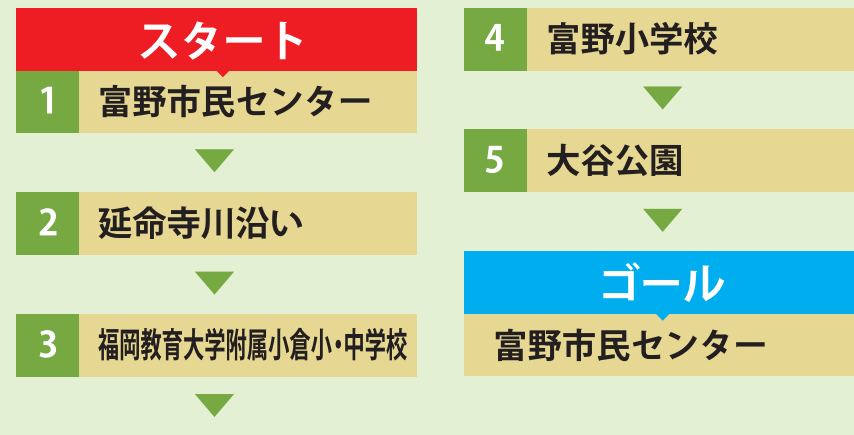 スタート
1 富野市民センター
2 延命寺川沿い
3 福岡教育大学附属小倉小・中学校
4 富野小学校
5 大谷公園
ゴール
富野市民センター